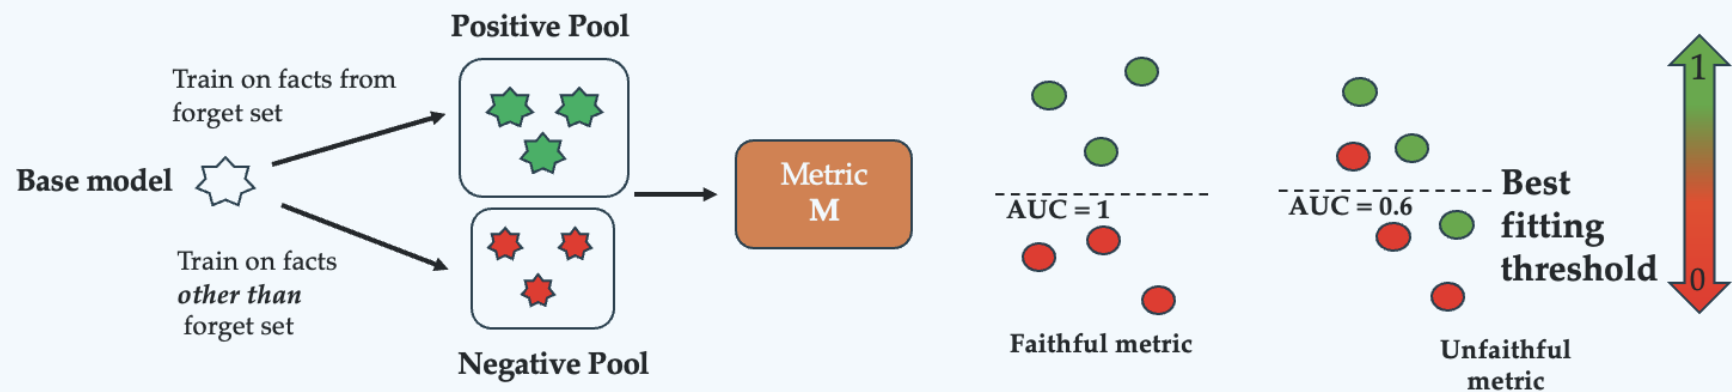 Positive Pool
Train on facts from
forget set
Base model
Train on facts
other than
forget set
Negative Pool
Metric
M
AUC = 1
Faithful metric
AUC = 0.6
Unfaithful
metric
Best
fitting
threshold
1
0